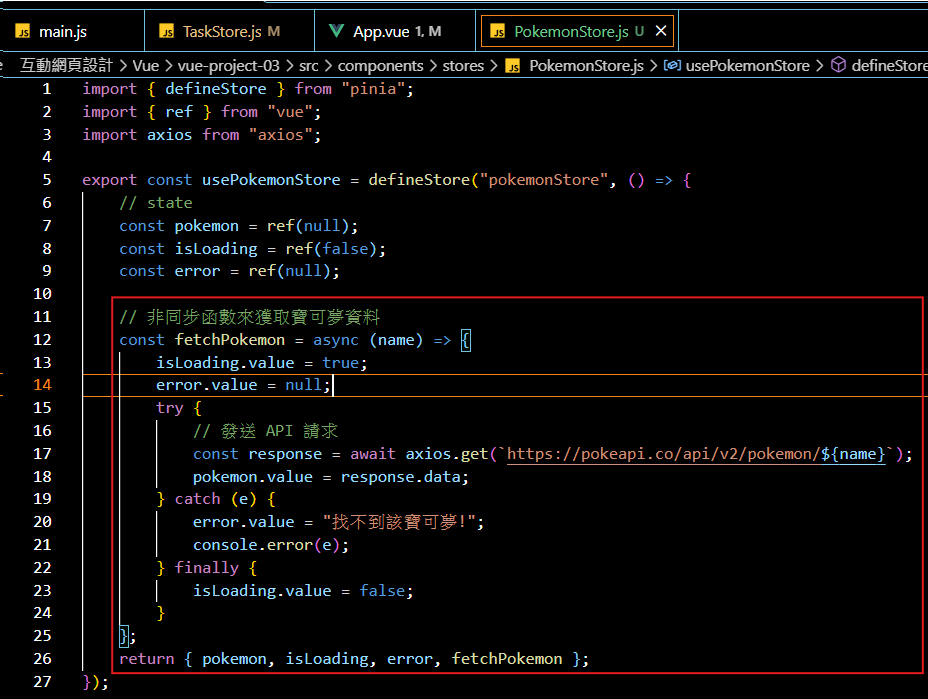 JS main.js JS TaskStore.js M App.vue 1, M JS PokemonStore.js U ×
e 互動網頁設計 > Vue > vue-project-03 > src > components > stores > JS PokemonStore.js > usePokemonStore > defineStore
1 import { defineStore } from "pinia";
2 import { ref } from "vue";
3 import axios from "axios";
4
5 export const usePokemonStore = defineStore("pokemonStore", () => {
6 // state
7 const pokemon = ref(null);
8 const isLoading = ref(false);
9 const error = ref(null);
10
11 // 非同步函數來獲取寶可夢資料
12 const fetchPokemon = async (name) => {
13 isLoading.value = true;
14 error.value = null;
15 try {
16 // 發送 API 請求
17 const response = await axios.get(`https://pokeapi.co/api/v2/pokemon/${name}`);
18 pokemon.value = response.data;
19 } catch (e) {
20 error.value = "找不到該寶可夢!";
21 console.error(e);
22 } finally {
23 isLoading.value = false;
24 }
25 };
26 return { pokemon, isLoading, error, fetchPokemon };
27 });